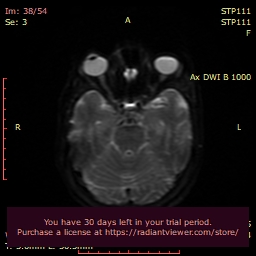 Im: 38/54
Se: 3
A
STP111
STP111
F
Ax DWI B 1000
R
L
You have 30 days left in your trial period.
Purchase a license at https://radiantviewer.com/store/